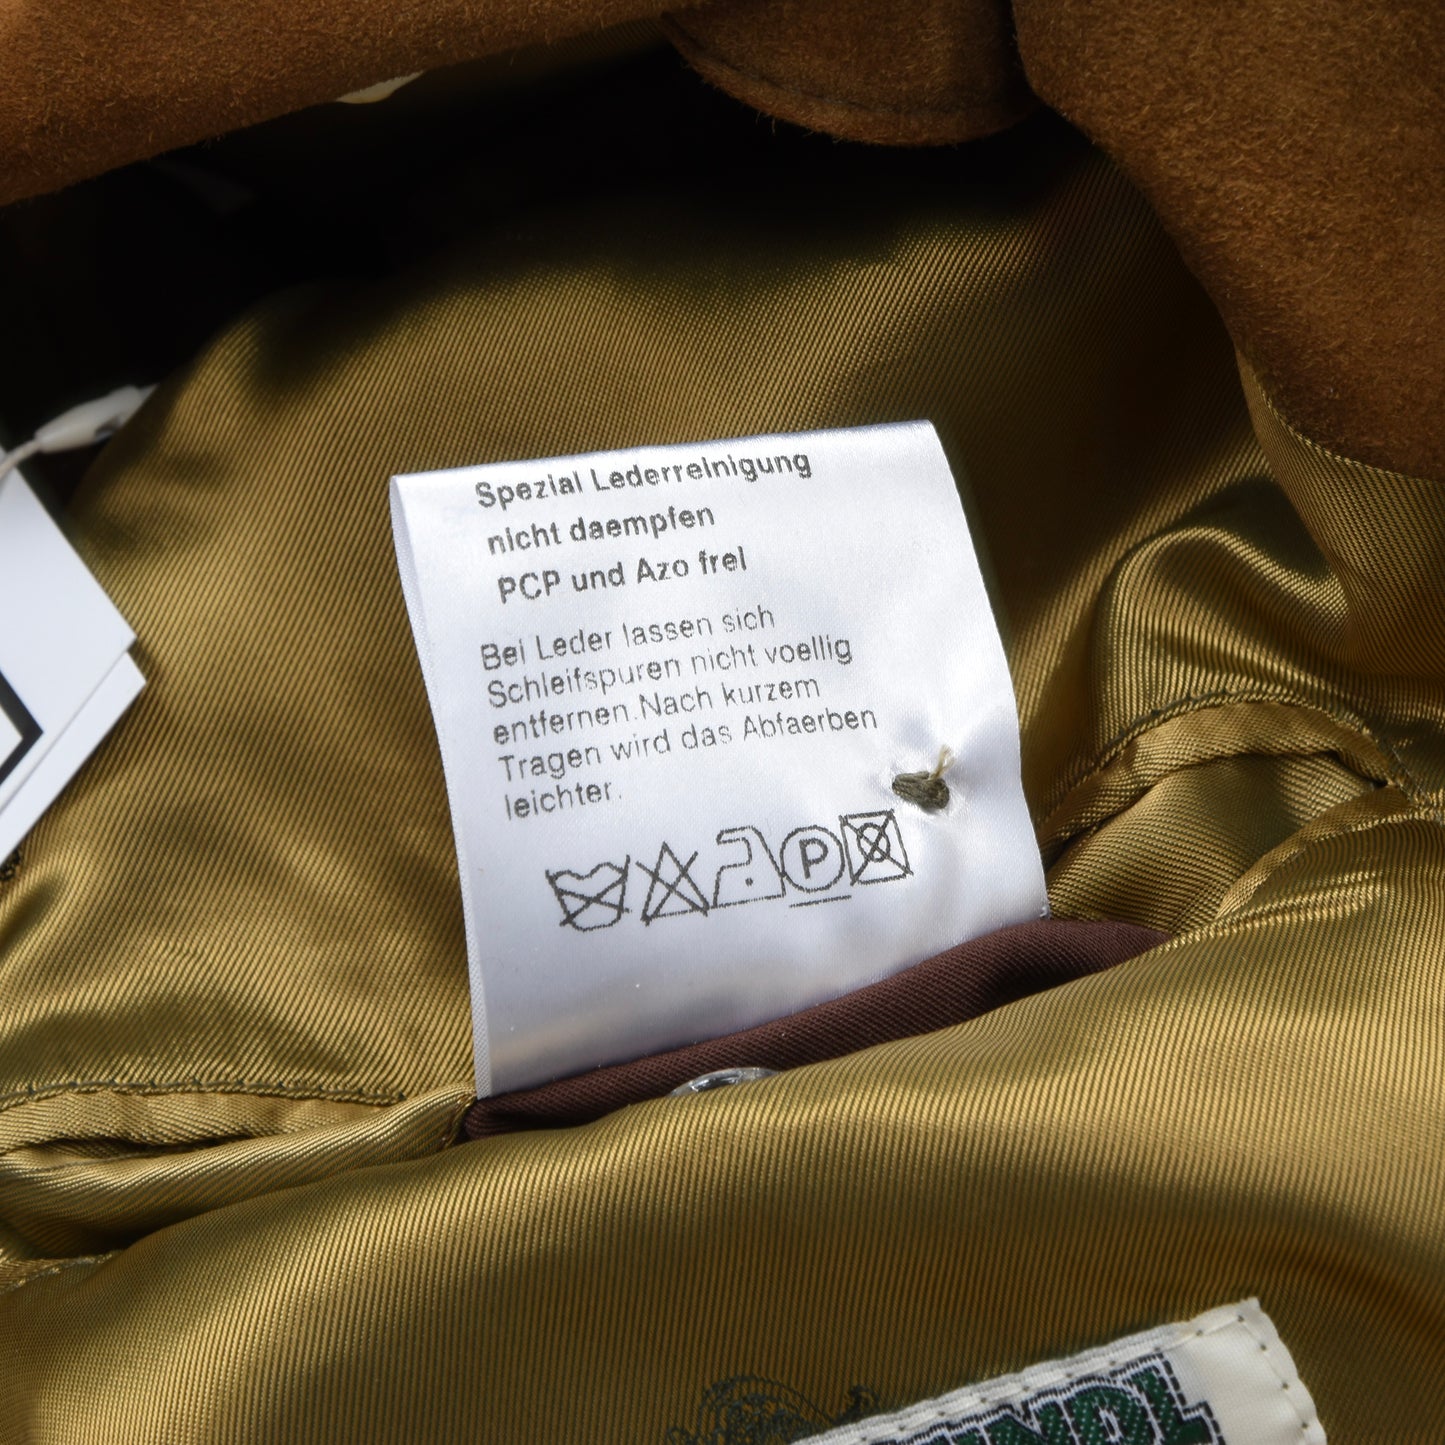 Spezial Lederreinigung
nicht daempfen
PCP und Azo frei
Bei Leder lassen sich
Schleifspuren nicht voellig
entfernen.Nach kurzem
Tragen wird das Abfaerben
leichter.
P